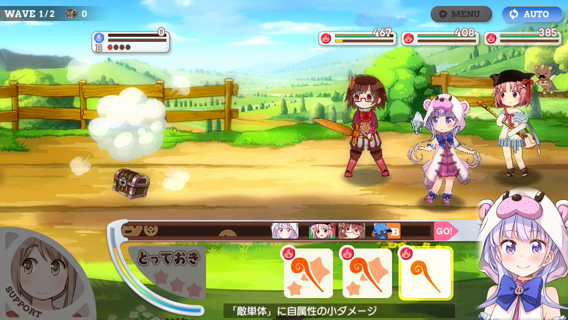 WAVE 1/2 0
MENU
AUTO
0
B
467
408
385
B
GO!
とっておき
SUPPORT
「敵単体」に自属性の小ダメージ